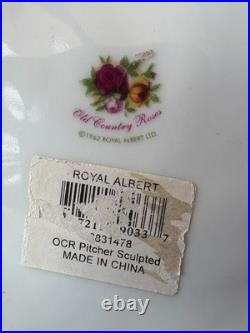 Old Country Roses
©1962 ROYAL ALBERT LTD.
ROYAL ALBERT
OCR Pitcher Sculpted
MADE IN CHINA